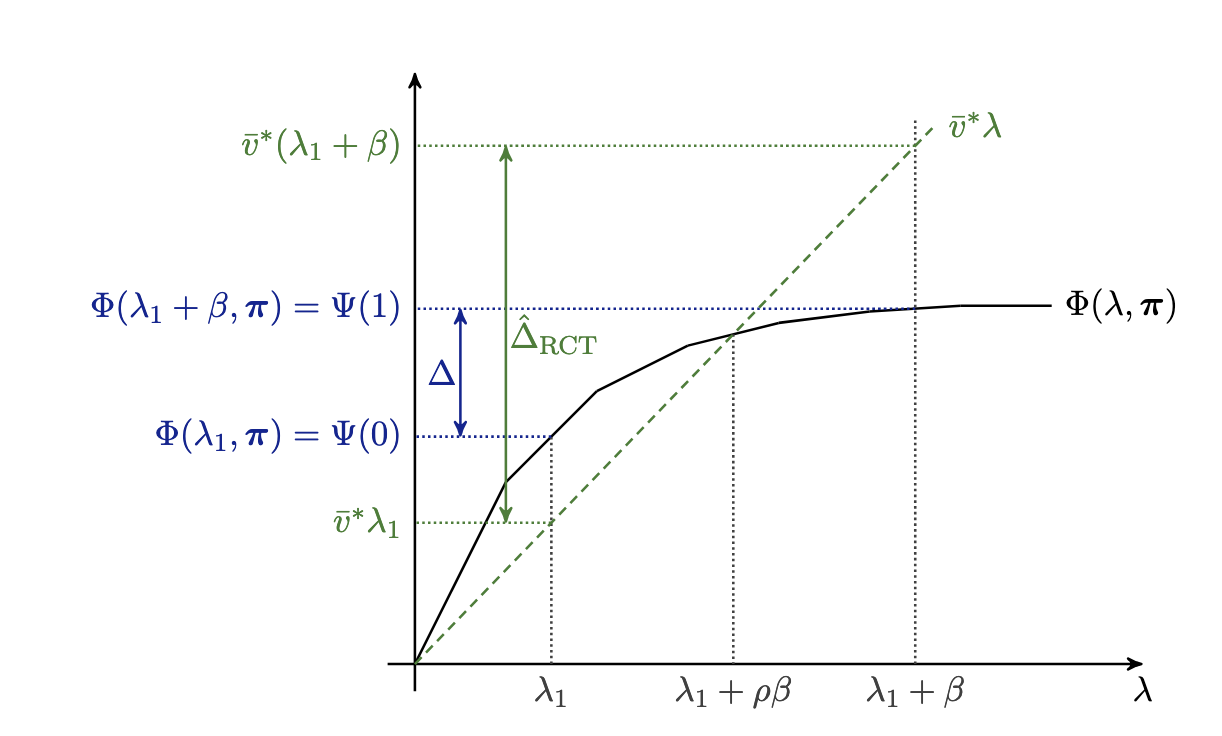 v̄*(λ₁ + β)
v̄*λ
Φ(λ₁ + β, π) = Ψ(1)
Φ(λ, π)
Δ̂_RCT
Δ
Φ(λ₁, π) = Ψ(0)
v̄*λ₁
λ₁
λ₁ + ρβ
λ₁ + β
λ